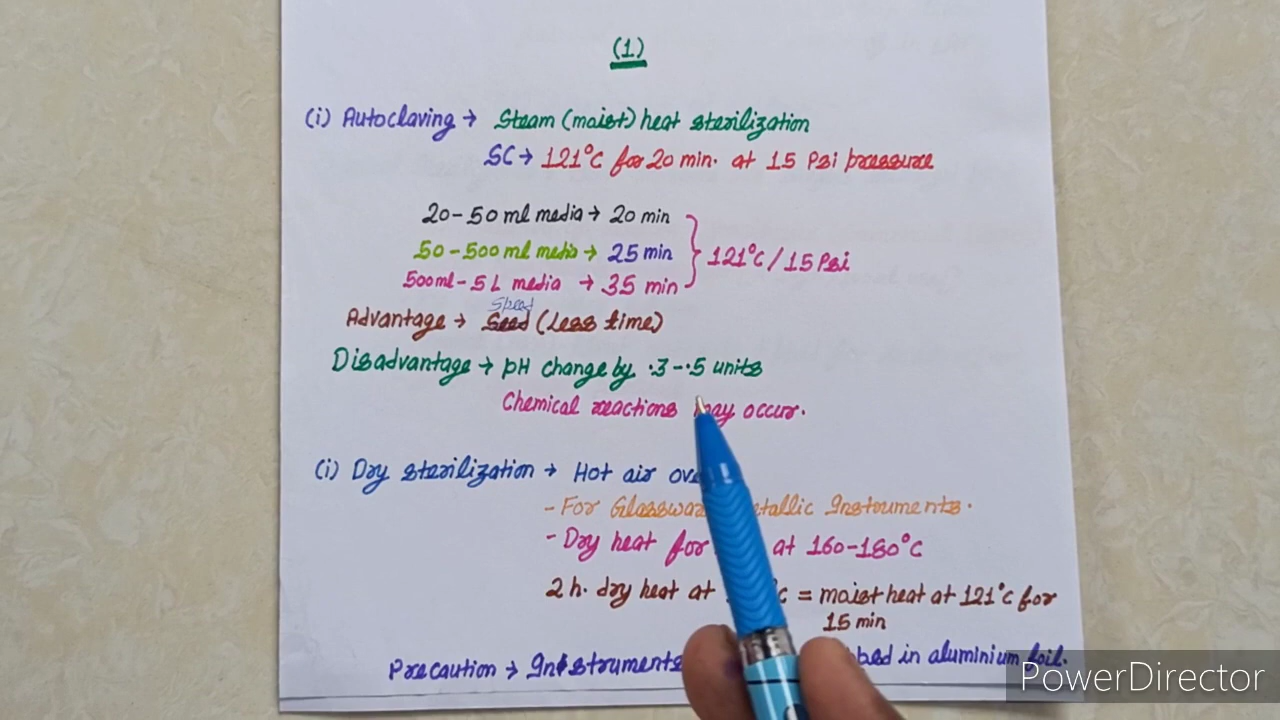 (1)
(i) Autoclaving → Steam (moist) heat sterilization
SC → 121°C for 20 min. at 15 Psi pressure
20-50 ml media → 20 min
50-500 ml media → 25 min
500ml-5L media → 35 min
121°C/15 Psi
Speed
Advantage → Seed (Less time)
Disadvantage → pH change by .3-.5 units
Chemical reactions may occur.
(i) Dry sterilization → Hot air
- For Glassware Metallic Instruments.
- Dry heat for at 160-180°C
2 h. dry heat at = moist heat at 121°C for
15 min
Precaution → Instruments in aluminium foil.
PowerDirector